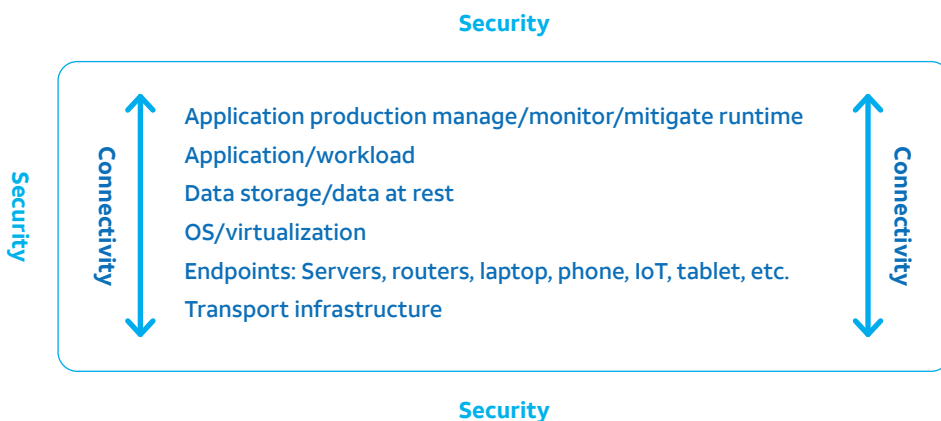 Security
Security
Connectivity
Application production manage/monitor/mitigate runtime
Application/workload
Data storage/data at rest
OS/virtualization
Endpoints: Servers, routers, laptop, phone, IoT, tablet, etc.
Transport infrastructure
Connectivity
Security